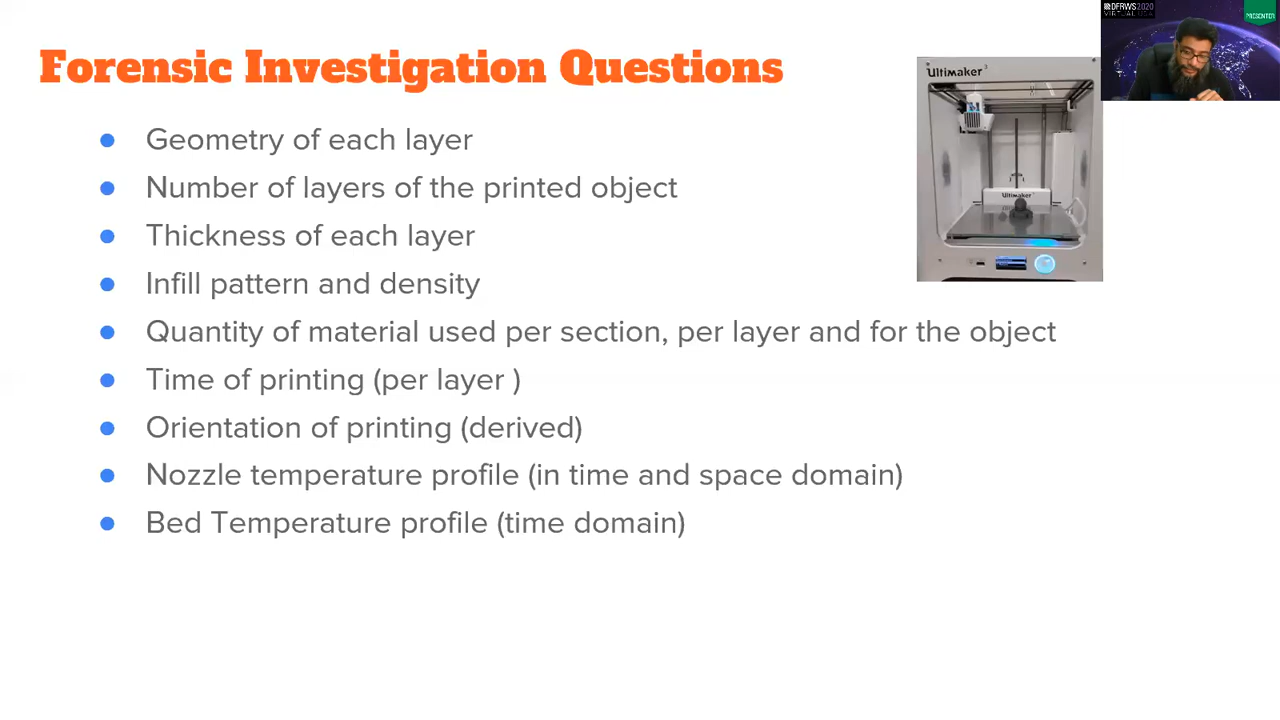 DFRWS2020
VIRTUAL USA
PRESENTER
Forensic Investigation Questions
Ultimaker 3
Ultimaker
Geometry of each layer
Number of layers of the printed object
Thickness of each layer
Infill pattern and density
Quantity of material used per section, per layer and for the object
Time of printing (per layer )
Orientation of printing (derived)
Nozzle temperature profile (in time and space domain)
Bed Temperature profile (time domain)